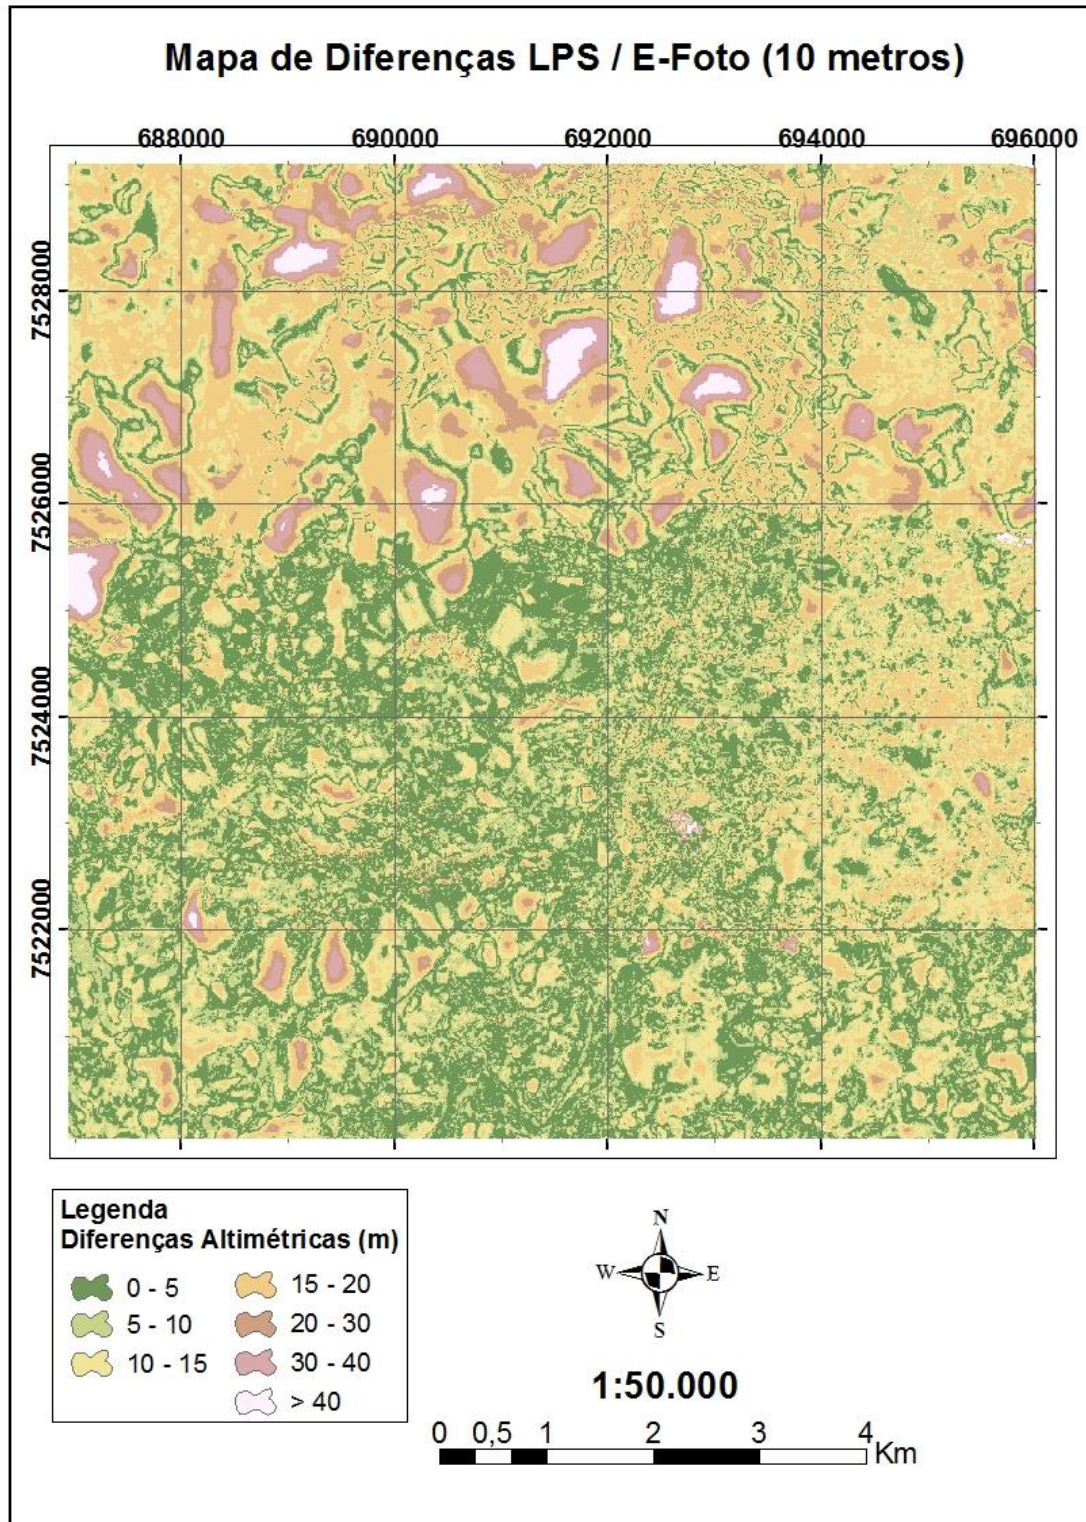 Mapa de Diferenças LPS / E-Foto (10 metros)
688000 690000 692000 694000 696000
7528000
7526000
7524000
7522000
Legenda
Diferenças Altimétricas (m)
0 - 5 15 - 20
5 - 10 20 - 30
10 - 15 30 - 40
> 40
N
W E
S
1:50.000
0 0,5 1 2 3 4
Km